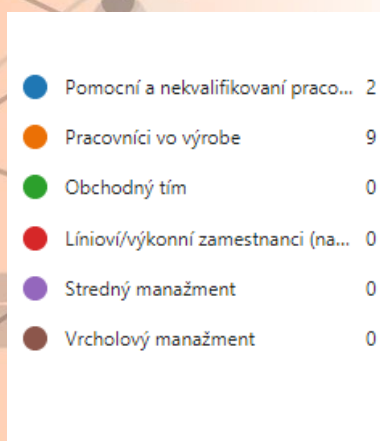 Pomocní a nekvalifikovaní praco... 2
Pracovníci vo výrobe 9
Obchodný tím 0
Línioví/výkonní zamestnanci (na... 0
Stredný manažment 0
Vrcholový manažment 0